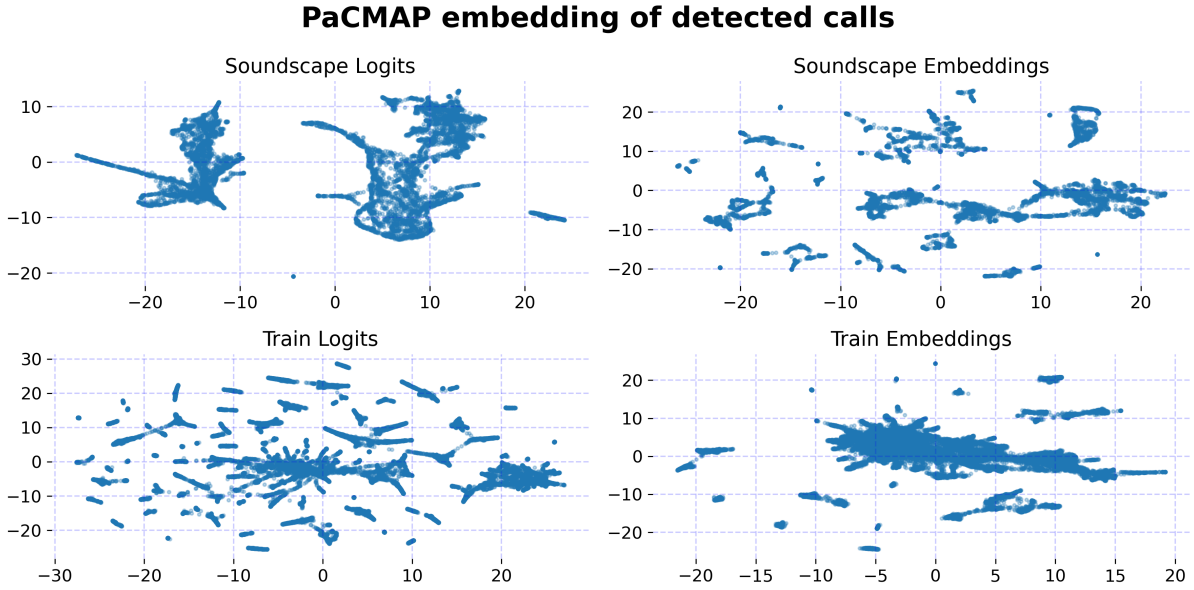 PaCMAP embedding of detected calls
Soundscape Logits
10
0
−10
−20
−20 −10 0 10 20
Soundscape Embeddings
20
10
0
−10
−20
−20 −10 0 10 20
Train Logits
30
20
10
0
−10
−20
−30 −20 −10 0 10 20
Train Embeddings
20
10
0
−10
−20
−20 −15 −10 −5 0 5 10 15 20